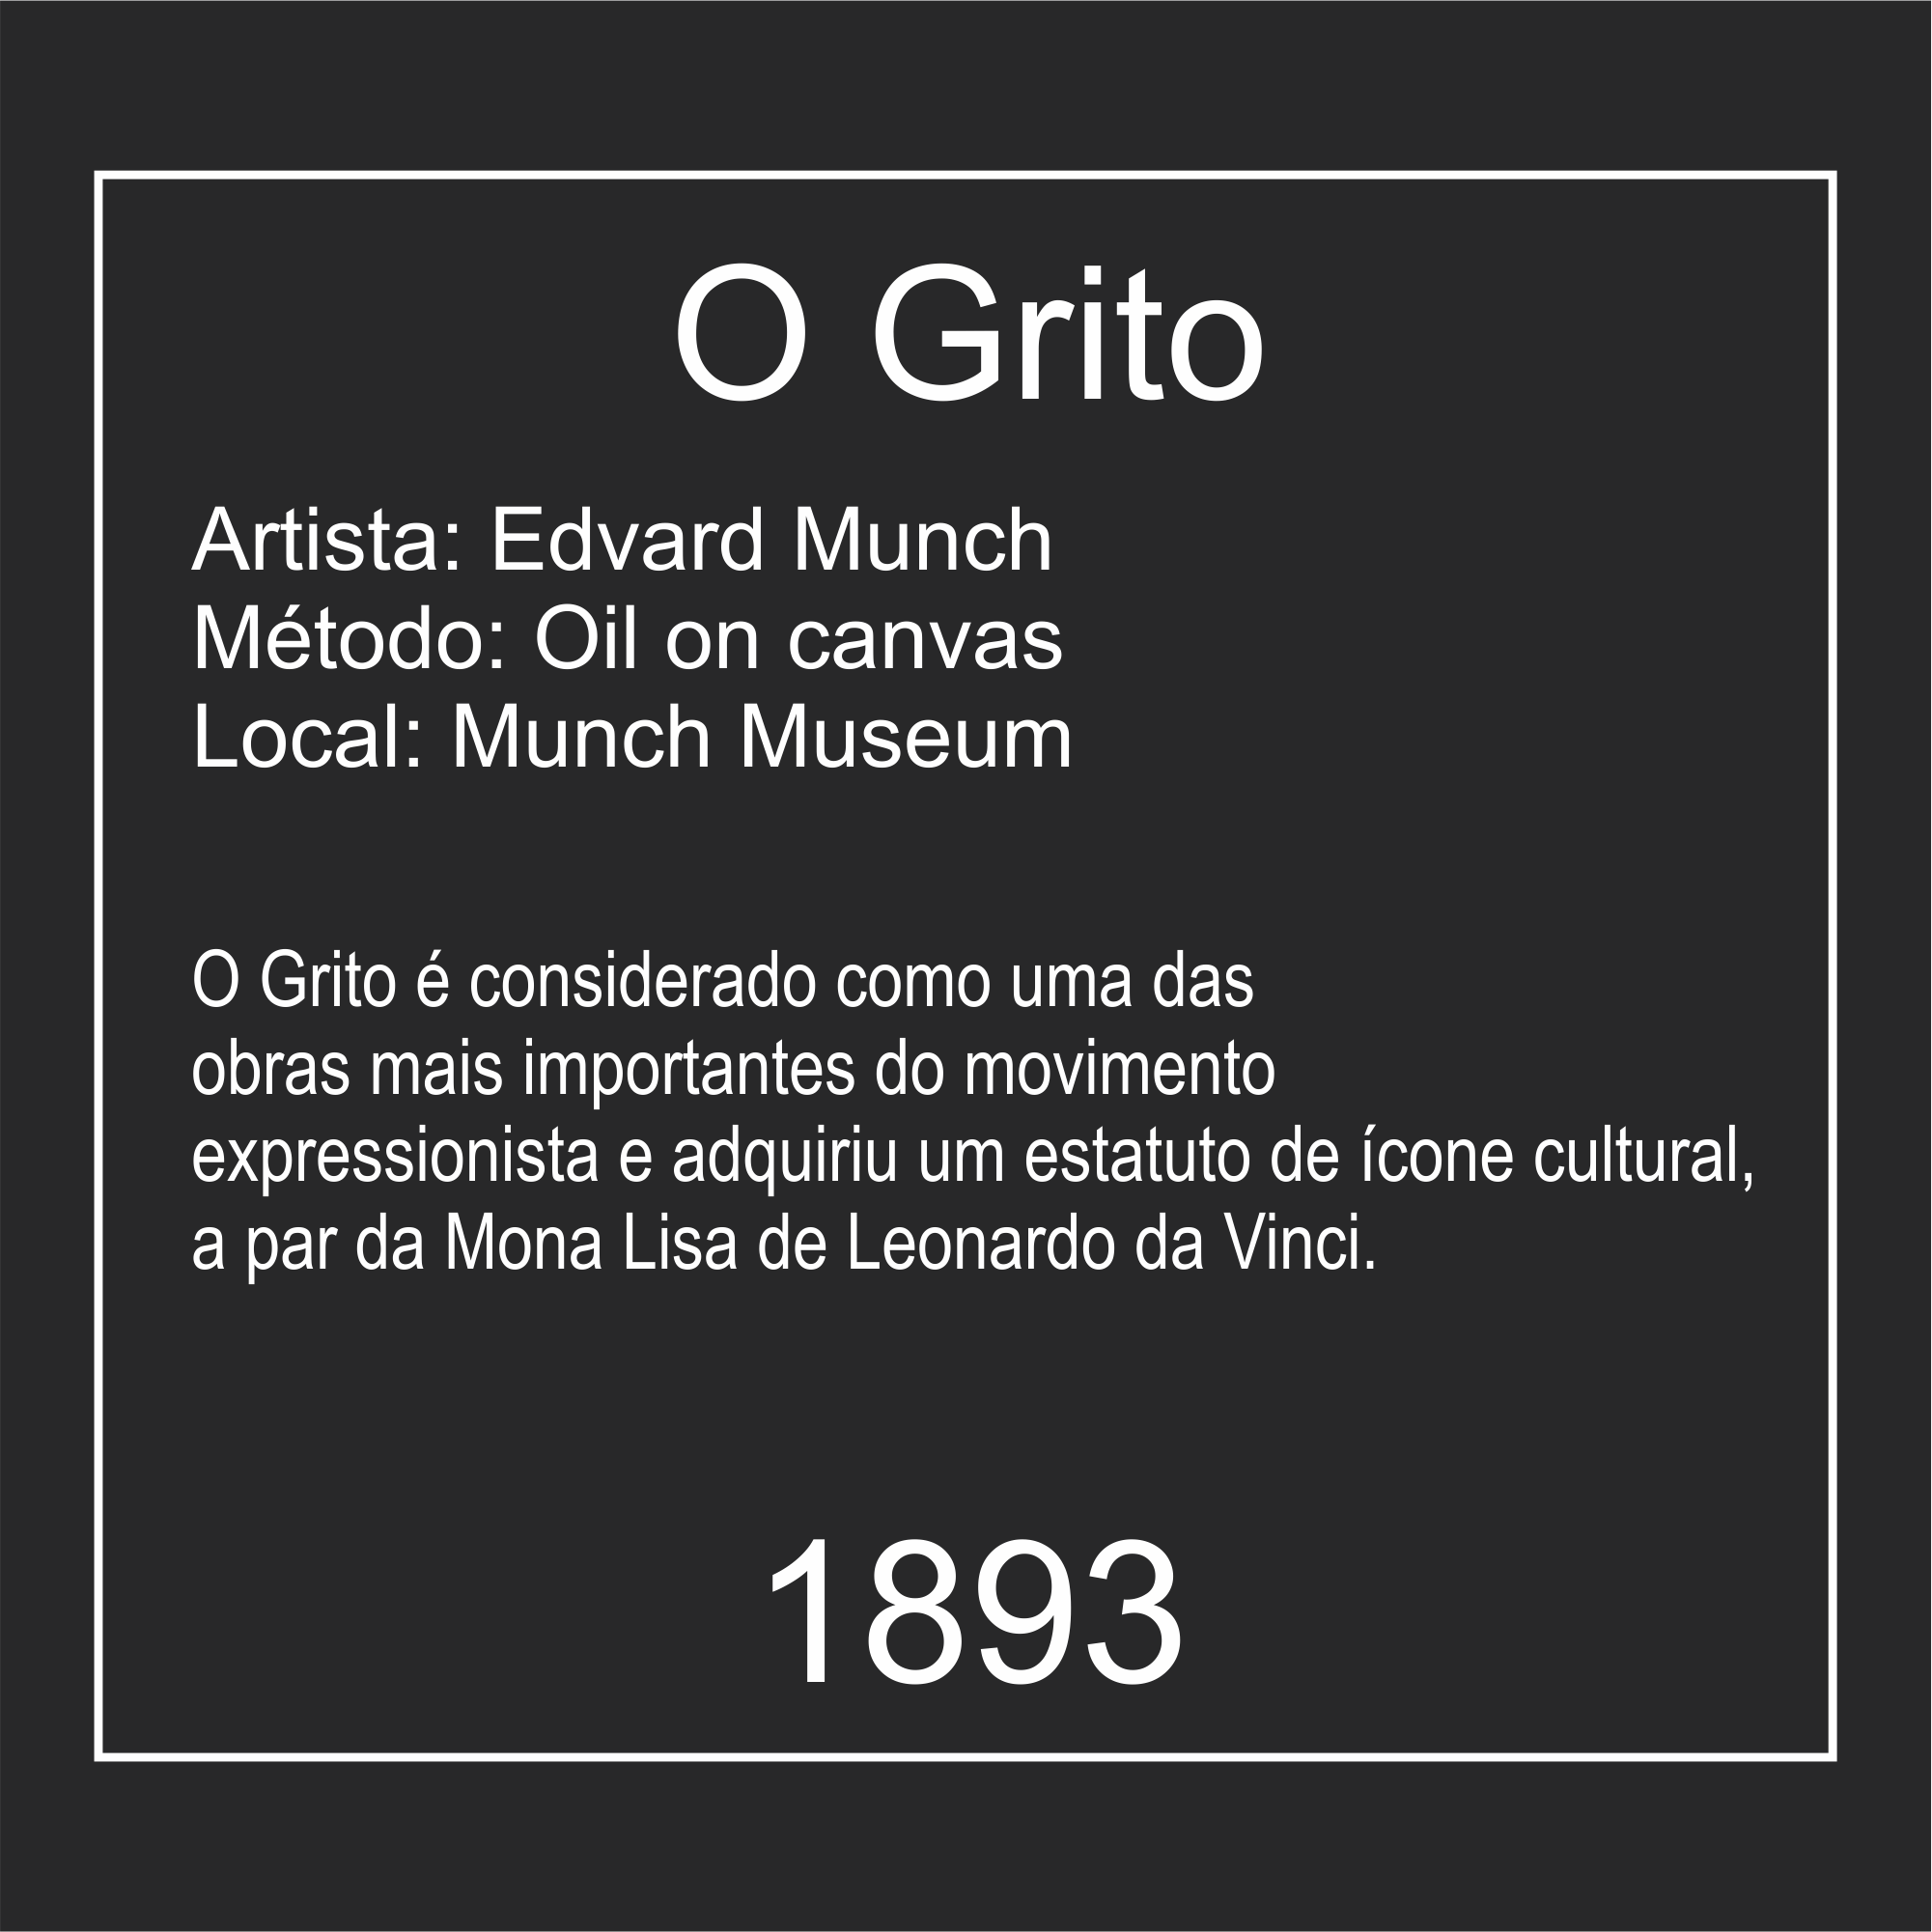 O Grito
Artista: Edvard Munch
Método: Oil on canvas
Local: Munch Museum
O Grito é considerado como uma das
obras mais importantes do movimento
expressionista e adquiriu um estatuto de ícone cultural,
a par da Mona Lisa de Leonardo da Vinci.
1893